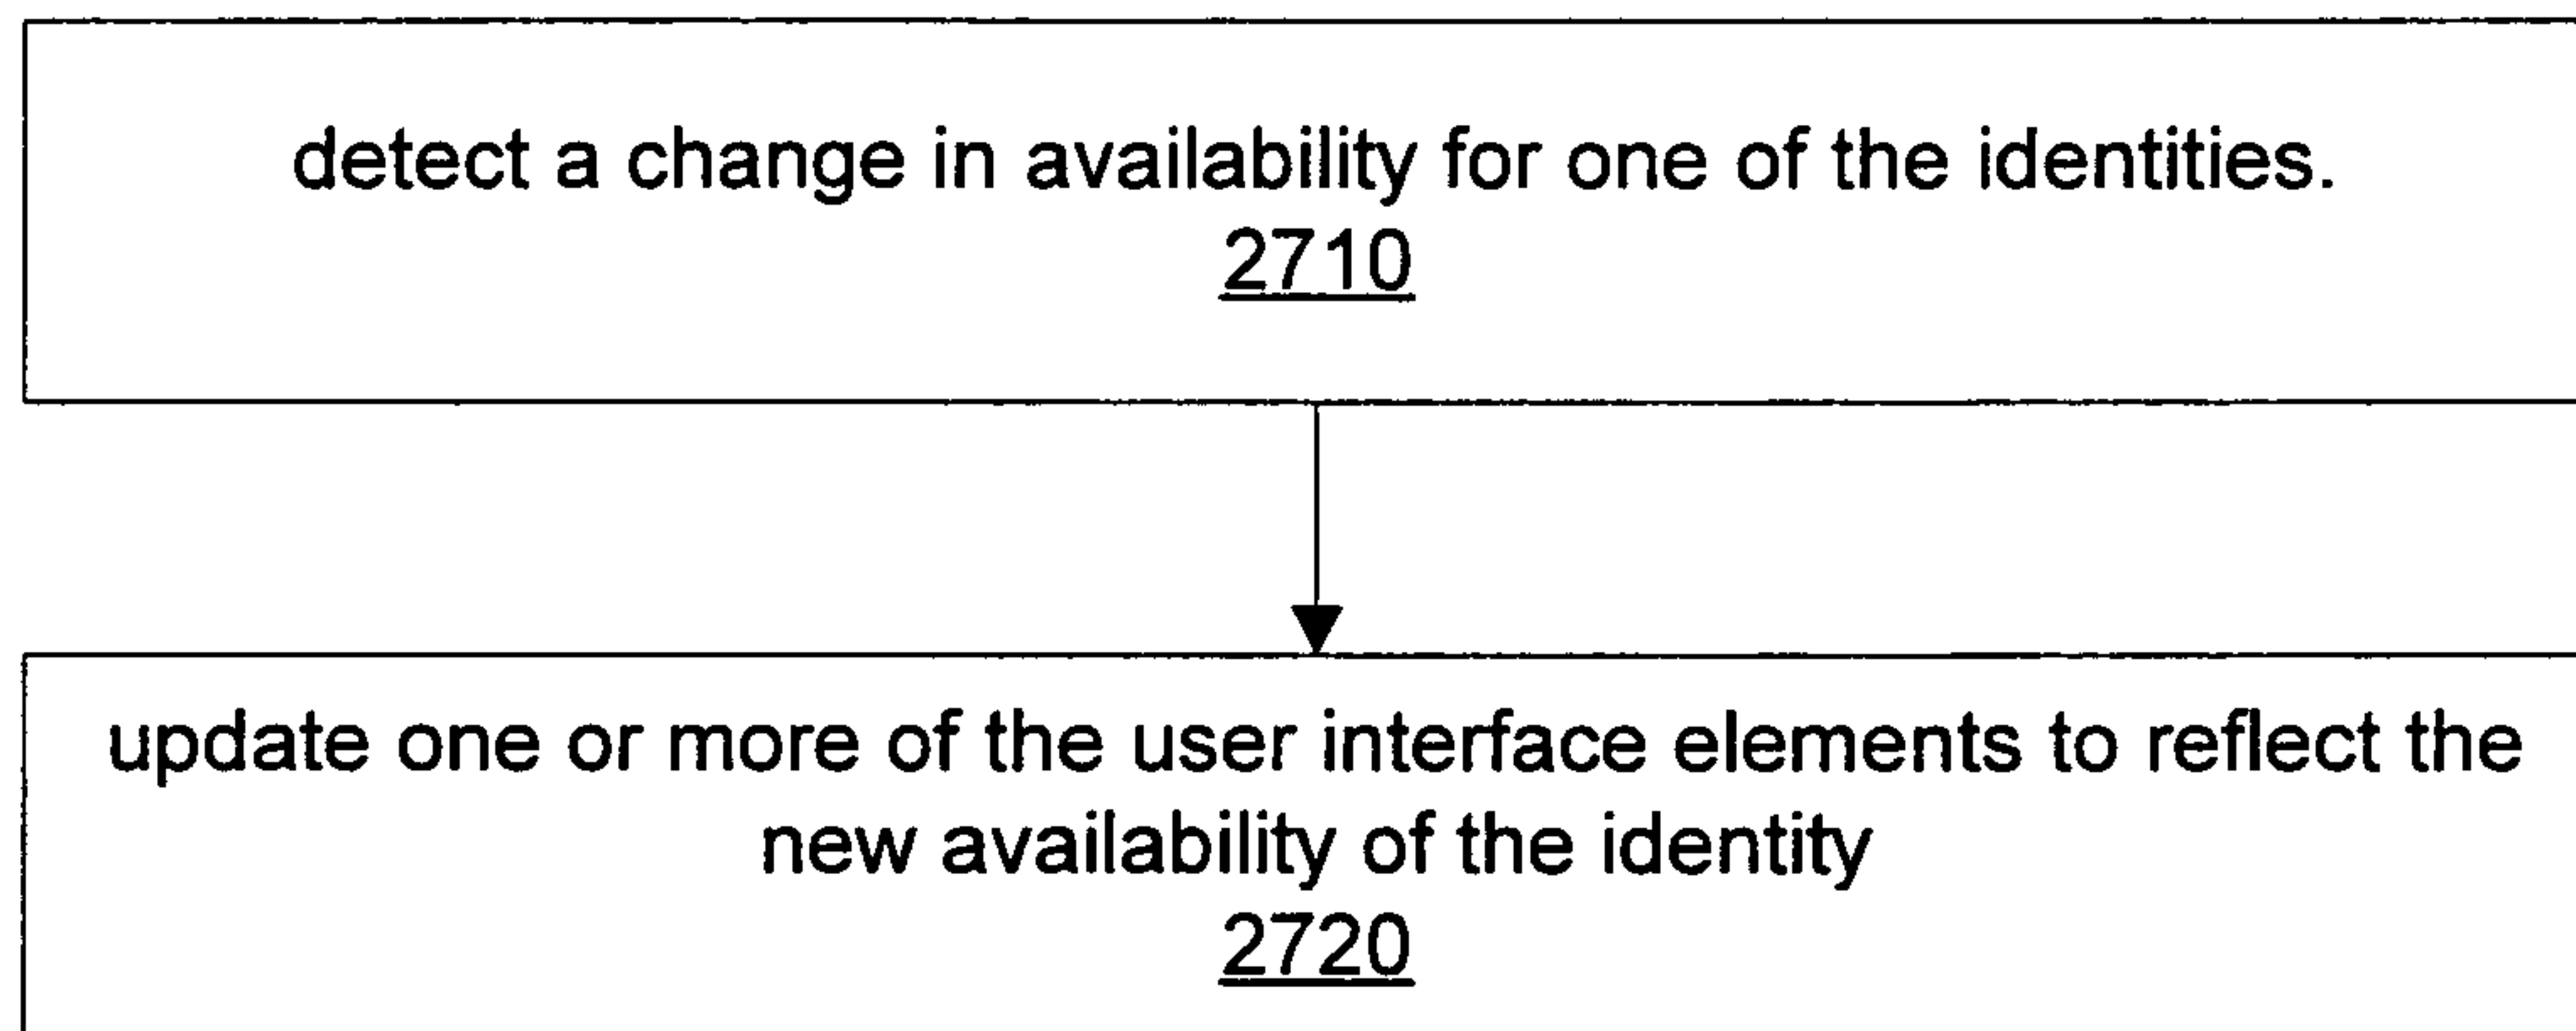 detect a change in availability for one of the identities.
2710
update one or more of the user interface elements to reflect the
new availability of the identity
2720